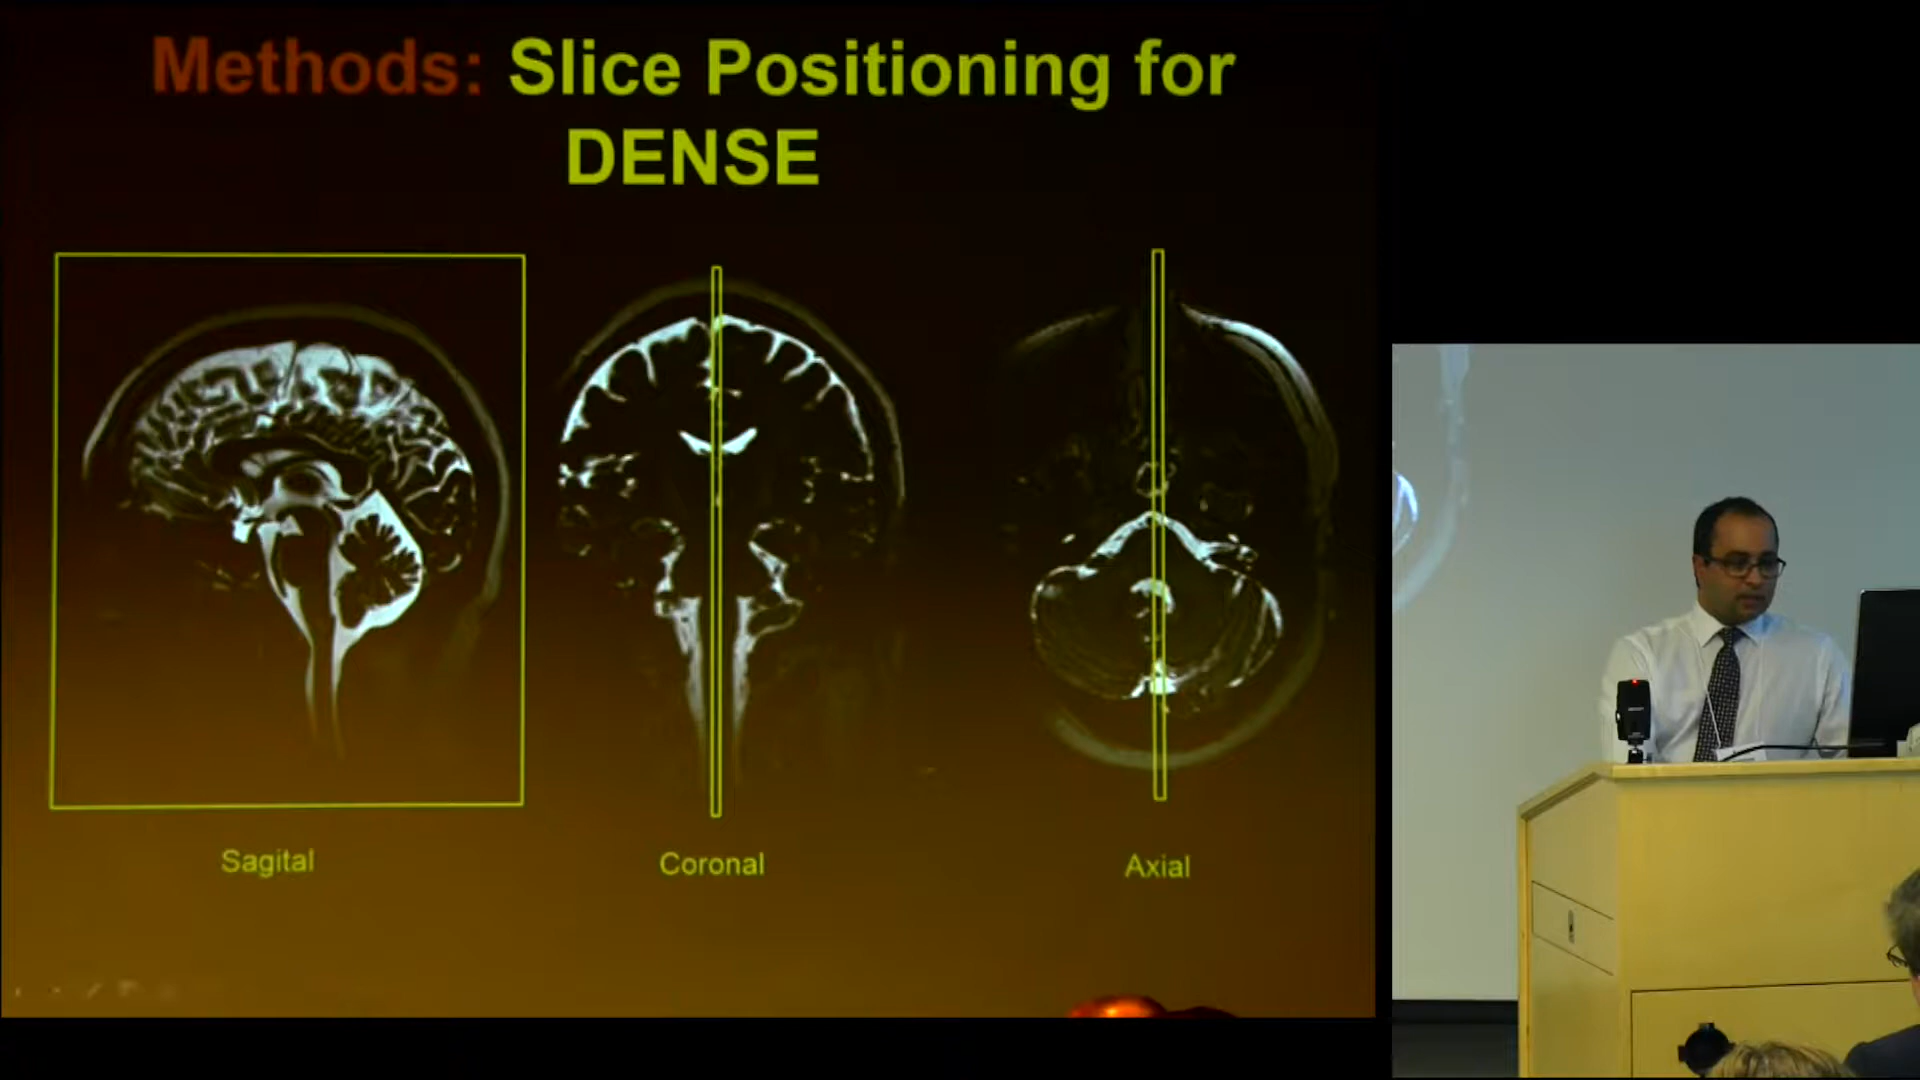 Methods: Slice Positioning for
DENSE
Sagital
Coronal
Axial